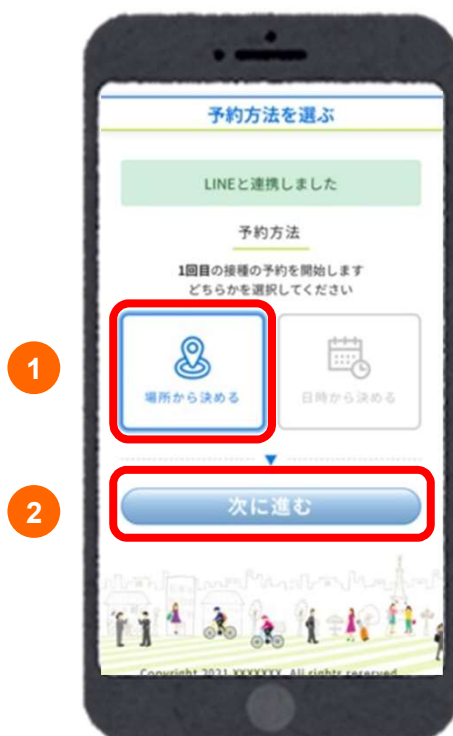 予約方法を選ぶ
LINEと連携しました
予約方法
1回目の接種の予約を開始します
どちらかを選択してください
1
場所から決める
日時から決める
2
次に進む
Copyright 2021 XXXXXXX. All rights reserved.